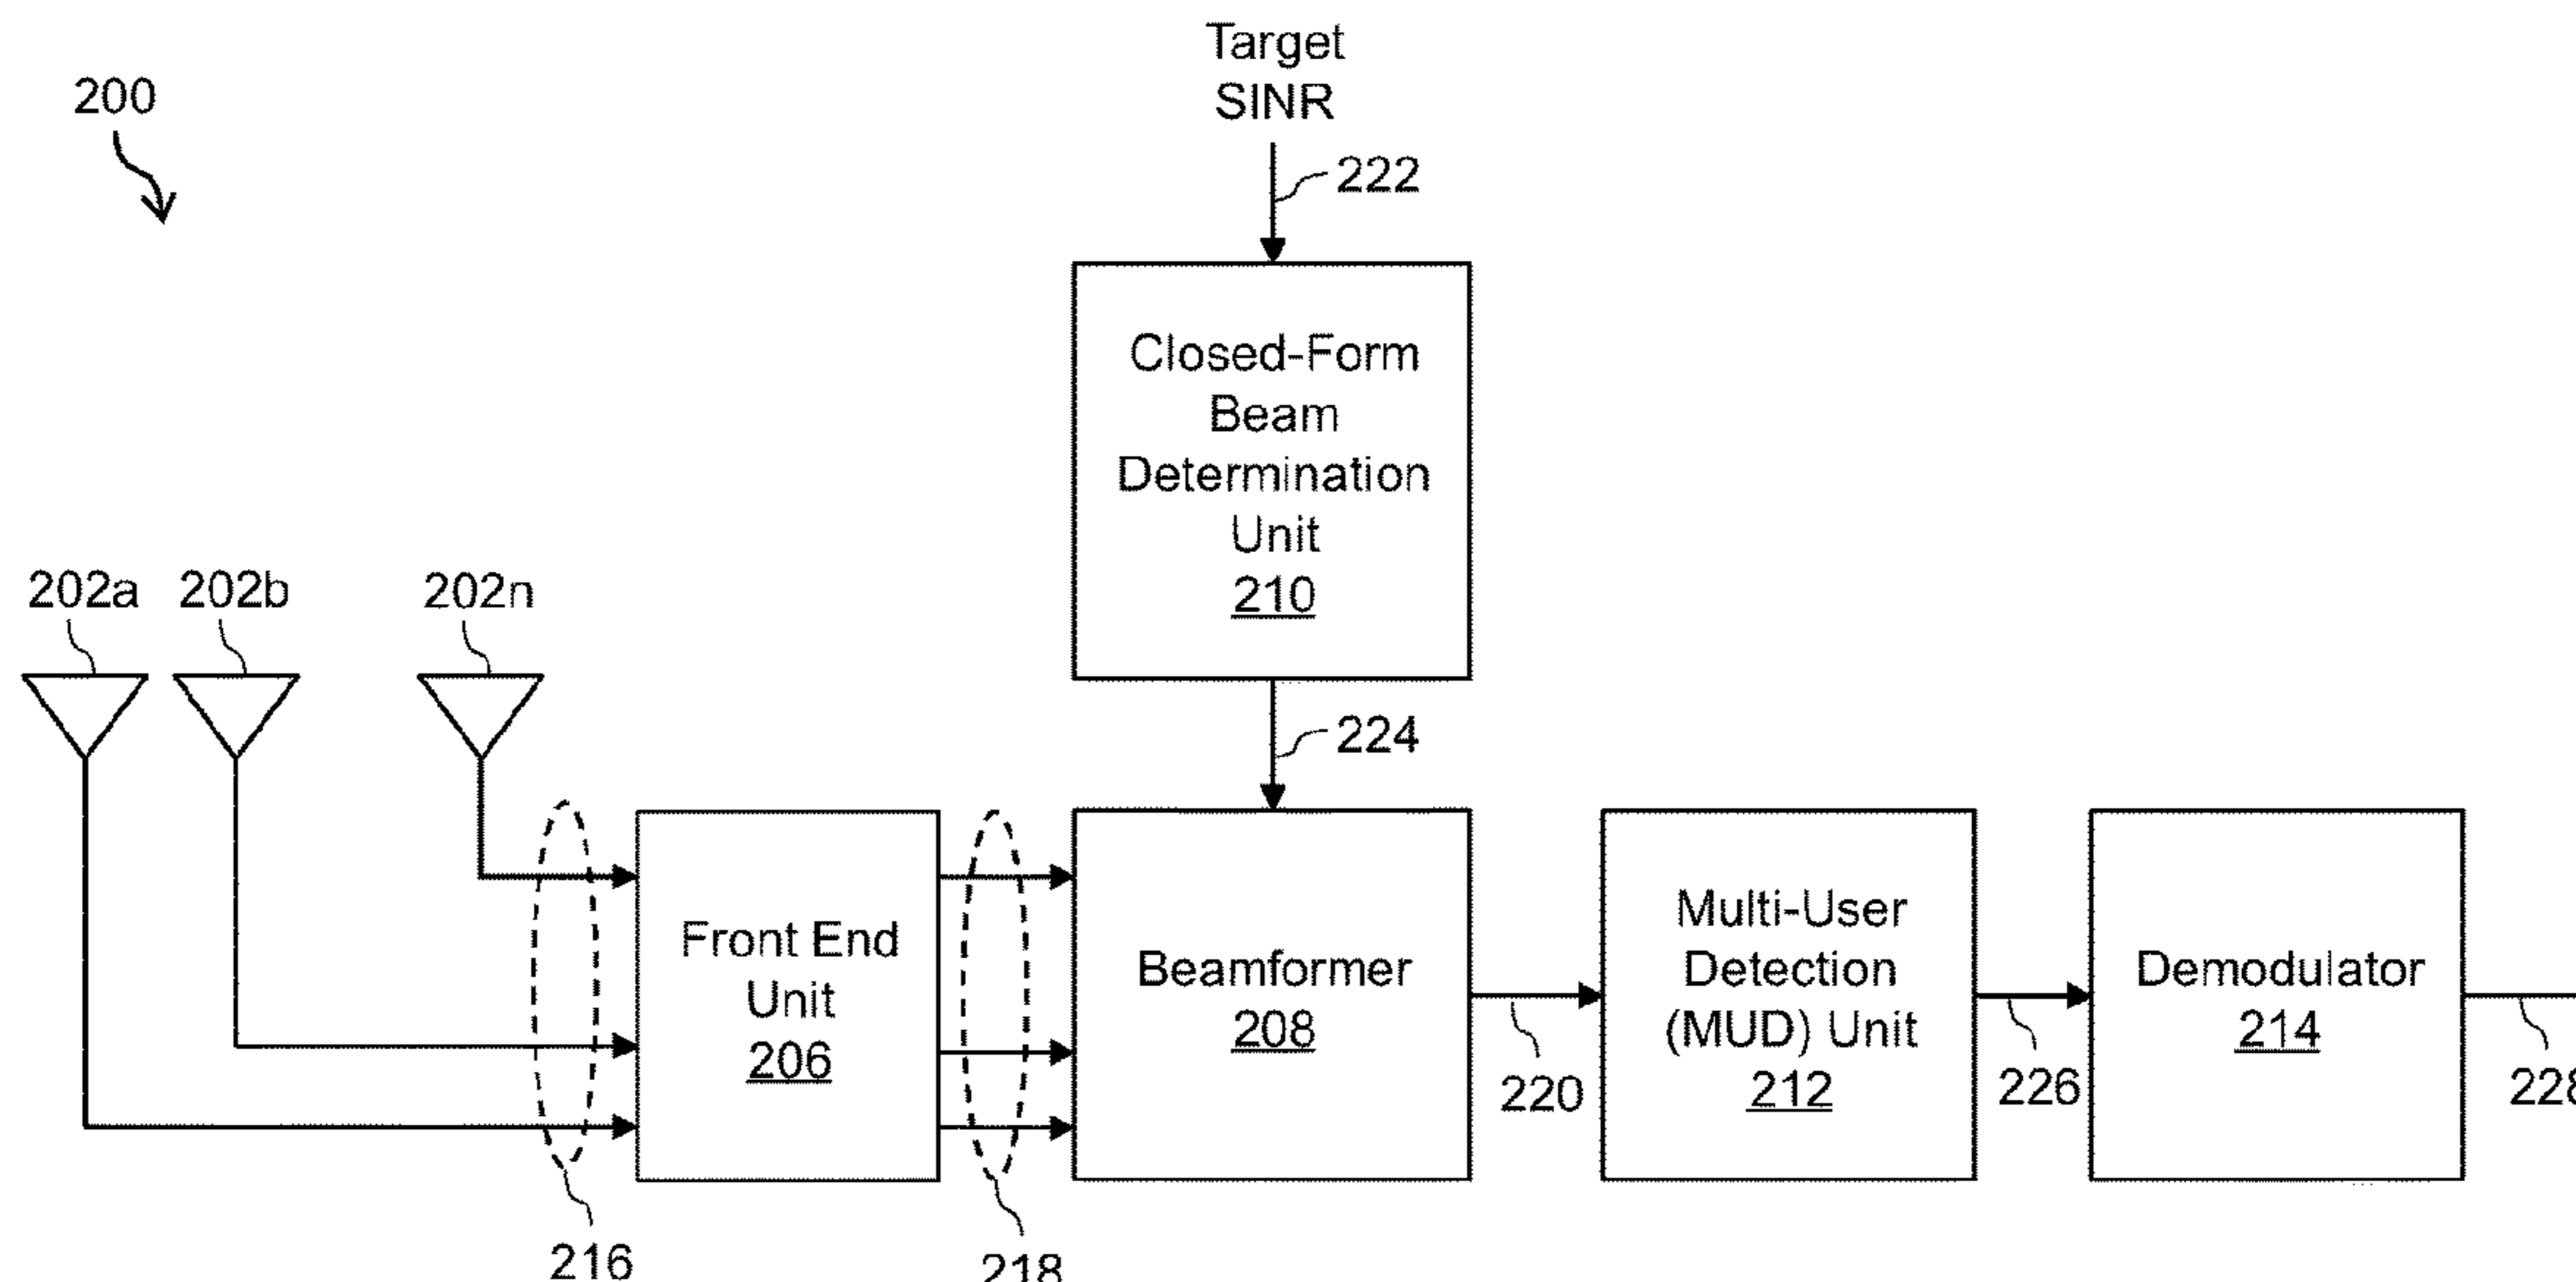 Target
SINR
200
222
Closed-Form
Beam
Determination
Unit
210
202a 202b 202n
224
Front End
Unit
206
Beamformer
208
220
Multi-User
Detection
(MUD) Unit
212
226
Demodulator
214
228
216
218